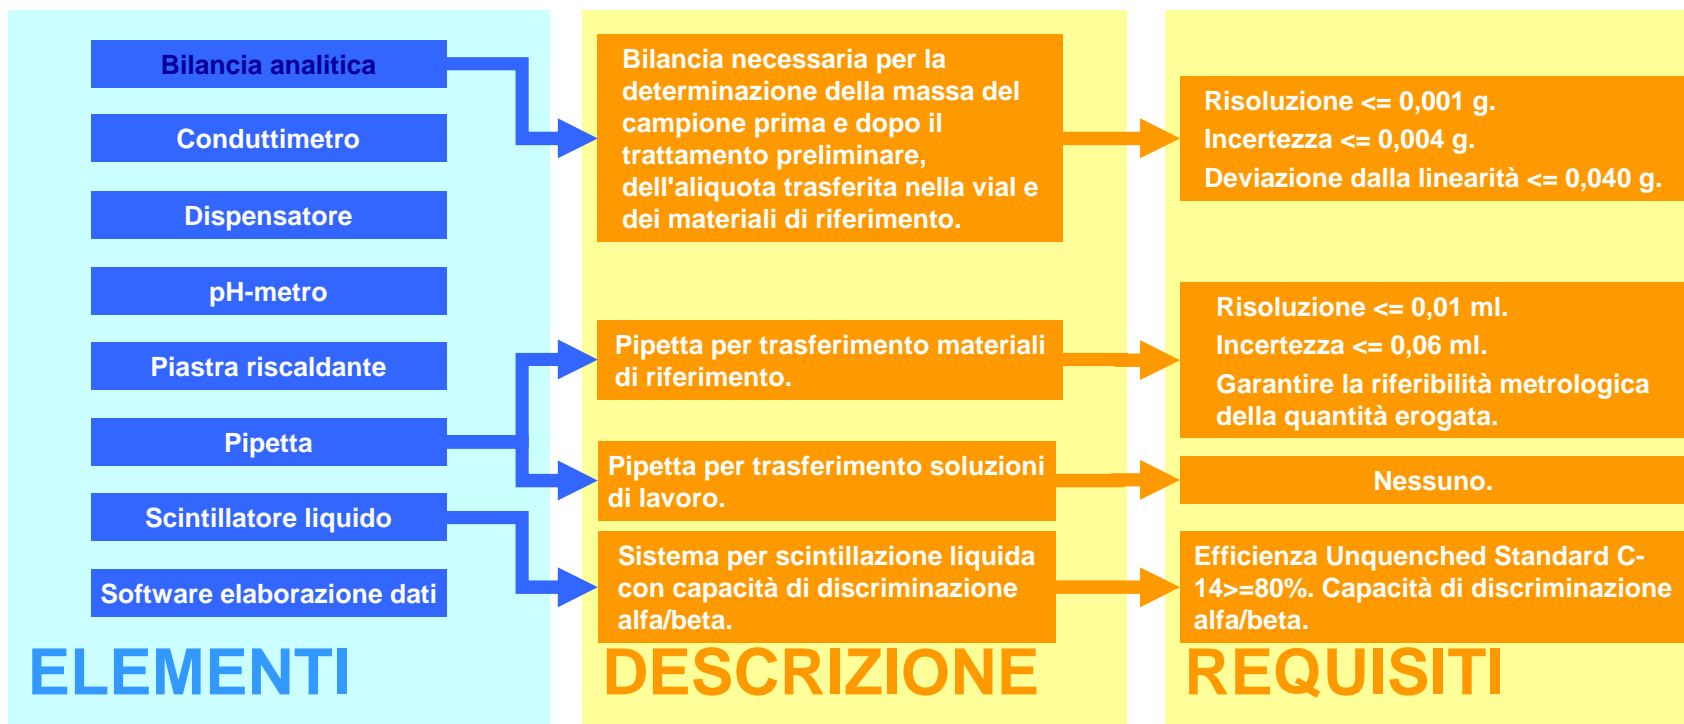 Bilancia analitica
Conduttimetro
Dispensatore
pH-metro
Piastra riscaldante
Pipetta
Scintillatore liquido
Software elaborazione dati
ELEMENTI
Bilancia necessaria per la
determinazione della massa del
campione prima e dopo il
trattamento preliminare,
dell'aliquota trasferita nella vial e
dei materiali di riferimento.
Pipetta per trasferimento materiali
di riferimento.
Pipetta per trasferimento soluzioni
di lavoro.
Sistema per scintillazione liquida
con capacità di discriminazione
alfa/beta.
DESCRIZIONE
Risoluzione <= 0,001 g.
Incertezza <= 0,004 g.
Deviazione dalla linearità <= 0,040 g.
Risoluzione <= 0,01 ml.
Incertezza <= 0,06 ml.
Garantire la riferibilità metrologica
della quantità erogata.
Nessuno.
Efficienza Unquenched Standard C-
14>=80%. Capacità di discriminazione
alfa/beta.
REQUISITI